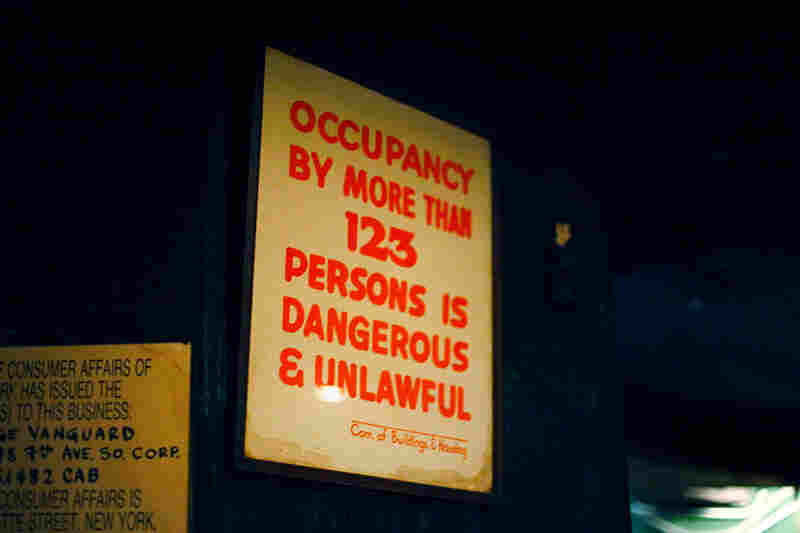 OCCUPANCY
BY MORE THAN
123
PERSONS IS
DANGEROUS
& UNLAWFUL
Com. of Buildings & Housing
CONSUMER AFFAIRS OF
HAS ISSUED THE
TO THIS BUSINESS:
VANGUARD
7th AVE. SO. CORP.
CAB
CONSUMER AFFAIRS IS
STREET, NEW YORK,